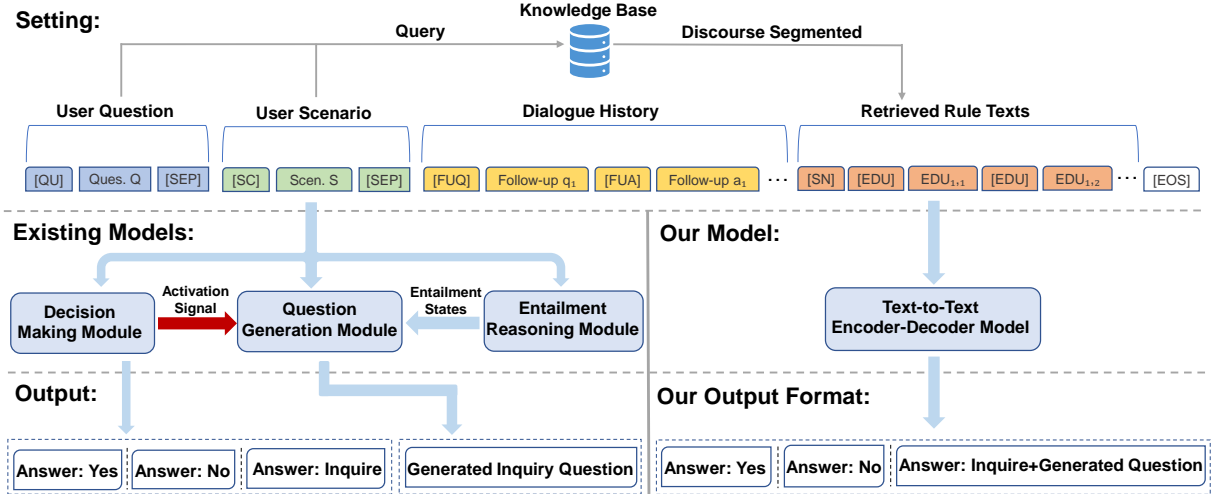 Setting:
Knowledge Base
Query
Discourse Segmented
User Question
User Scenario
Dialogue History
Retrieved Rule Texts
[QU] Ques. Q [SEP] [SC] Scen. S [SEP] [FUQ] Follow-up q₁ [FUA] Follow-up a₁ ··· [SN] [EDU] EDU₁,₁ [EDU] EDU₁,₂ ··· [EOS]
Existing Models:
Our Model:
Decision
Making Module
Activation
Signal
Question
Generation Module
Entailment
States
Entailment
Reasoning Module
Text-to-Text
Encoder-Decoder Model
Output:
Our Output Format:
Answer: Yes
Answer: No
Answer: Inquire
Generated Inquiry Question
Answer: Yes
Answer: No
Answer: Inquire+Generated Question